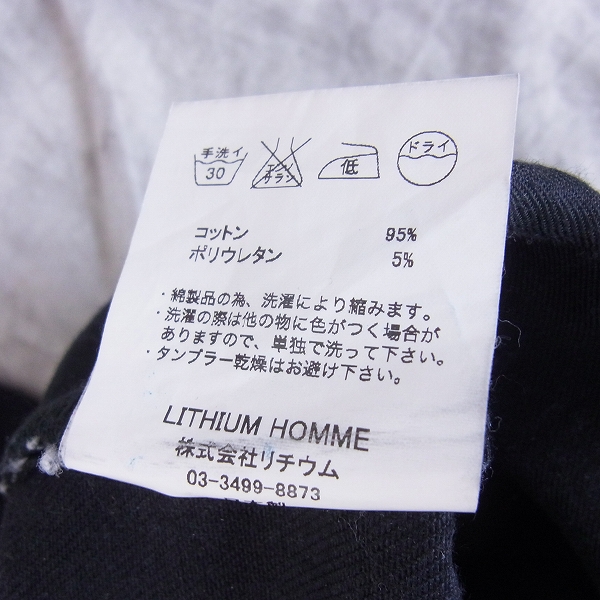 手洗イ
30
エンソ
サラシ
低
ドライ
コットン 95%
ポリウレタン 5%
・綿製品の為、洗濯により縮みます。
・洗濯の際は他の物に色がつく場合が
ありますので、単独で洗って下さい。
・タンブラー乾燥はお避け下さい。
LITHIUM HOMME
株式会社リチウム
03-3499-8873